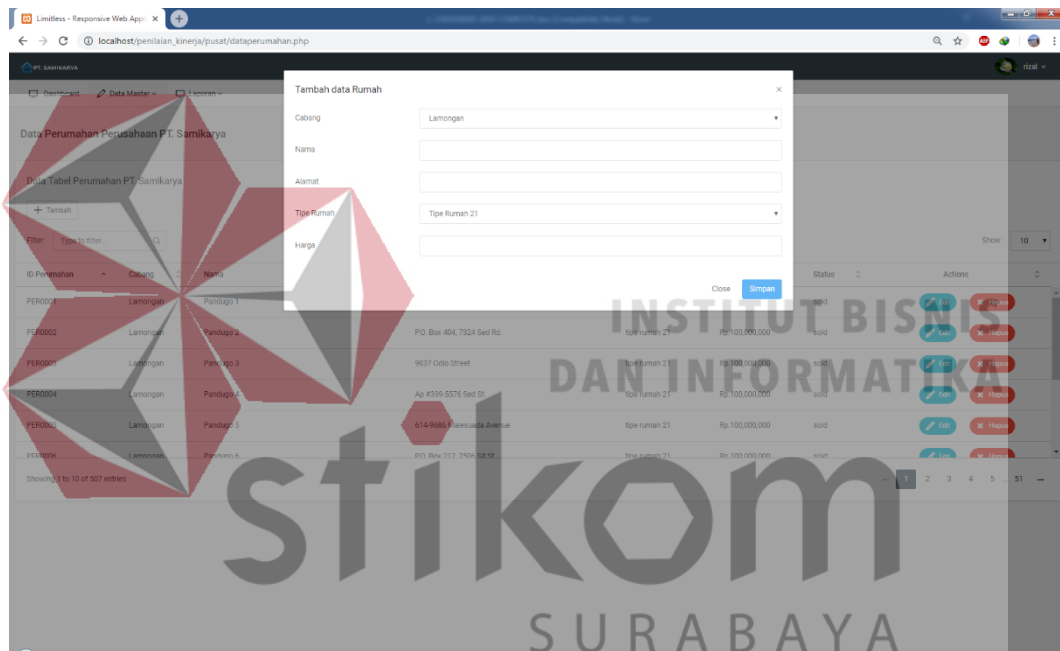 Limitless - Responsive Web Appl
localhost/penilaian_kinerja/pusat/dataperumahan.php
PT. SAMIKARYA
rizal
Dashboard Data Master Laporan
Tambah data Rumah
Cabang Lamongan
Nama
Alamat
Tipe Rumah Tipe Rumah 21
Harga
Close Simpan
Data Perumahan Perusahaan PT. Samikarya
Data Tabel Perumahan PT. Samikarya
+ Tambah
Filter: Type to filter... Show: 10
ID Perumahan Cabang Nama Status Actions
PER0001 Lamongan Pandugo 1 sold Edit Hapus
PER0002 Lamongan Pandugo 2 P.O. Box 404, 7324 Sed Rd. tipe rumah 21 Rp.100,000,000 sold Edit Hapus
PER0003 Lamongan Pandugo 3 9837 Odio Street tipe rumah 21 Rp.100,000,000 sold Edit Hapus
PER0004 Lamongan Pandugo 4 Ap #399-5576 Sed St. tipe rumah 21 Rp.100,000,000 sold Edit Hapus
PER0005 Lamongan Pandugo 5 614-9686 Malesuada Avenue tipe rumah 21 Rp.100,000,000 sold Edit Hapus
PER0006 Lamongan Pandugo 6 P.O. Box 217, 7506 Sit St. tipe rumah 21 Rp.100,000,000 sold Edit Hapus
Showing 1 to 10 of 507 entries
← 1 2 3 4 5 … 51 →
INSTITUT BISNIS
DAN INFORMATIKA
stikom
SURABAYA